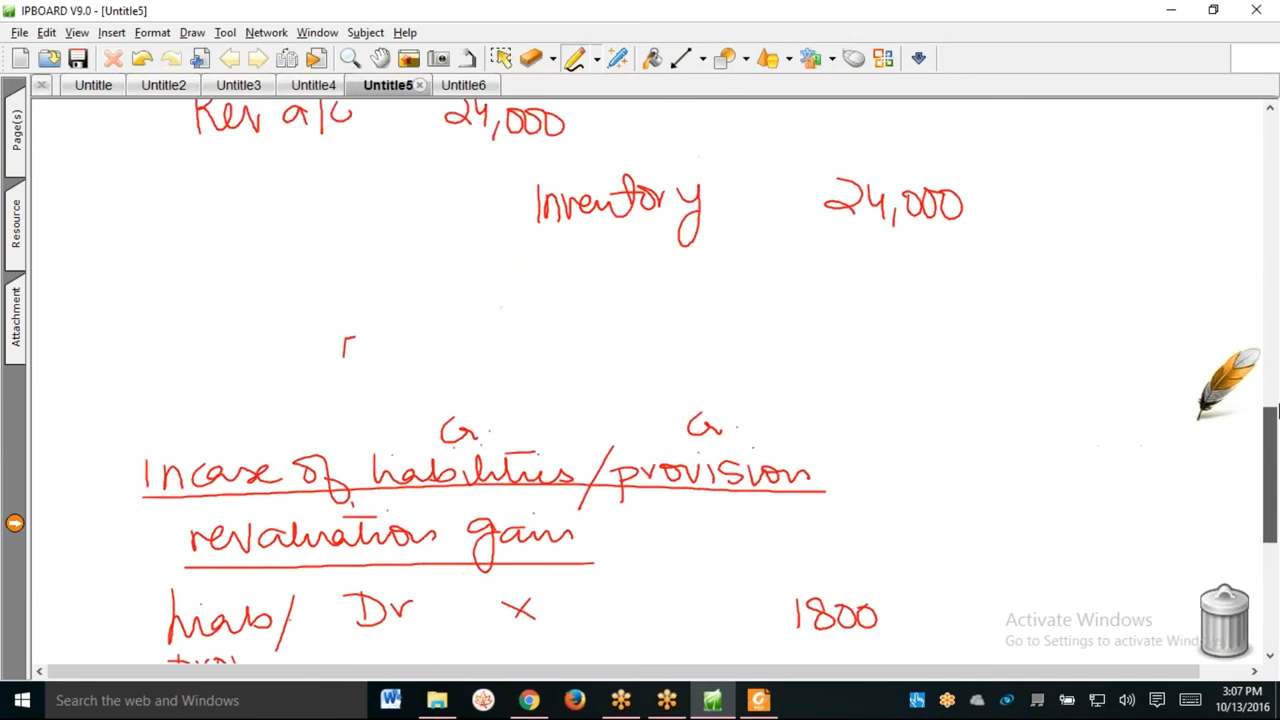 IPBOARD V9.0 - [Untitle5]
File Edit View Insert Format Draw Tool Network Window Subject Help
Untitle Untitle2 Untitle3 Untitle4 Untitle5 Untitle6
Page(s)
Resource
Attachment
Rev a/c 24,000
Inventory 24,000
Cr. Cr.
Incase of liabilities/provision
revaluation gain
liab/ Dr X 1800
Activate Windows
Go to Settings to activate Windows
Search the web and Windows
3:07 PM
10/13/2016